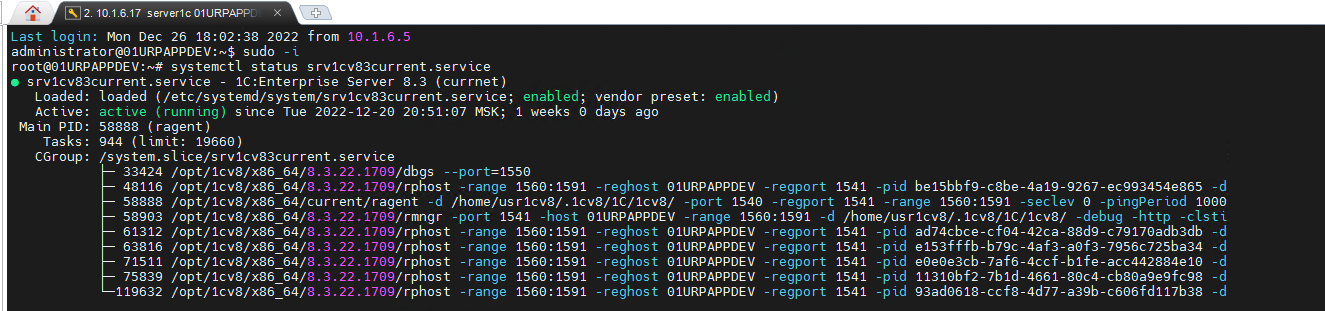 2. 10.1.6.17 server1c 01URPAPPD
Last login: Mon Dec 26 18:02:38 2022 from 10.1.6.5
administrator@01URPAPPDEV:~$ sudo -i
root@01URPAPPDEV:~# systemctl status srv1cv83current.service
● srv1cv83current.service - 1C:Enterprise Server 8.3 (currnet)
Loaded: loaded (/etc/systemd/system/srv1cv83current.service; enabled; vendor preset: enabled)
Active: active (running) since Tue 2022-12-20 20:51:07 MSK; 1 weeks 0 days ago
Main PID: 58888 (ragent)
Tasks: 944 (limit: 19660)
CGroup: /system.slice/srv1cv83current.service
├─ 33424 /opt/1cv8/x86_64/8.3.22.1709/dbgs --port=1550
├─ 48116 /opt/1cv8/x86_64/8.3.22.1709/rphost -range 1560:1591 -reghost 01URPAPPDEV -regport 1541 -pid be15bbf9-c8be-4a19-9267-ec993454e865 -d
├─ 58888 /opt/1cv8/x86_64/current/ragent -d /home/usr1cv8/.1cv8/1C/1cv8/ -port 1540 -regport 1541 -range 1560:1591 -seclev 0 -pingPeriod 1000
├─ 58903 /opt/1cv8/x86_64/8.3.22.1709/rmngr -port 1541 -host 01URPAPPDEV -range 1560:1591 -d /home/usr1cv8/.1cv8/1C/1cv8/ -debug -http -clsti
├─ 61312 /opt/1cv8/x86_64/8.3.22.1709/rphost -range 1560:1591 -reghost 01URPAPPDEV -regport 1541 -pid ad74cbce-cf04-42ca-88d9-c79170adb3db -d
├─ 63816 /opt/1cv8/x86_64/8.3.22.1709/rphost -range 1560:1591 -reghost 01URPAPPDEV -regport 1541 -pid e153fffb-b79c-4af3-a0f3-7956c725ba34 -d
├─ 71511 /opt/1cv8/x86_64/8.3.22.1709/rphost -range 1560:1591 -reghost 01URPAPPDEV -regport 1541 -pid e0e0e3cb-7af6-4ccf-b1fe-acc442884e10 -d
├─ 75839 /opt/1cv8/x86_64/8.3.22.1709/rphost -range 1560:1591 -reghost 01URPAPPDEV -regport 1541 -pid 11310bf2-7b1d-4661-80c4-cb80a9e9fc98 -d
└─119632 /opt/1cv8/x86_64/8.3.22.1709/rphost -range 1560:1591 -reghost 01URPAPPDEV -regport 1541 -pid 93ad0618-ccf8-4d77-a39b-c606fd117b38 -d